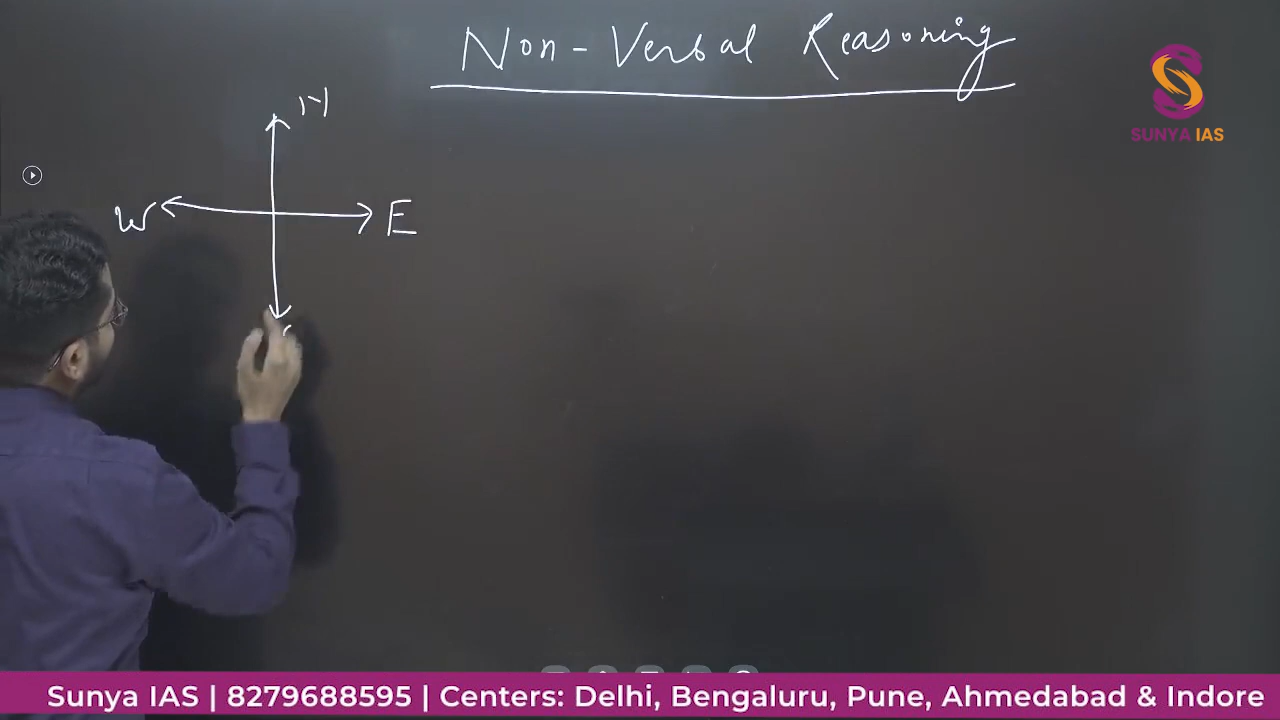 Non-Verbal Reasoning
N
SUNYA IAS
W E
Sunya IAS | 8279688595 | Centers: Delhi, Bengaluru, Pune, Ahmedabad & Indore